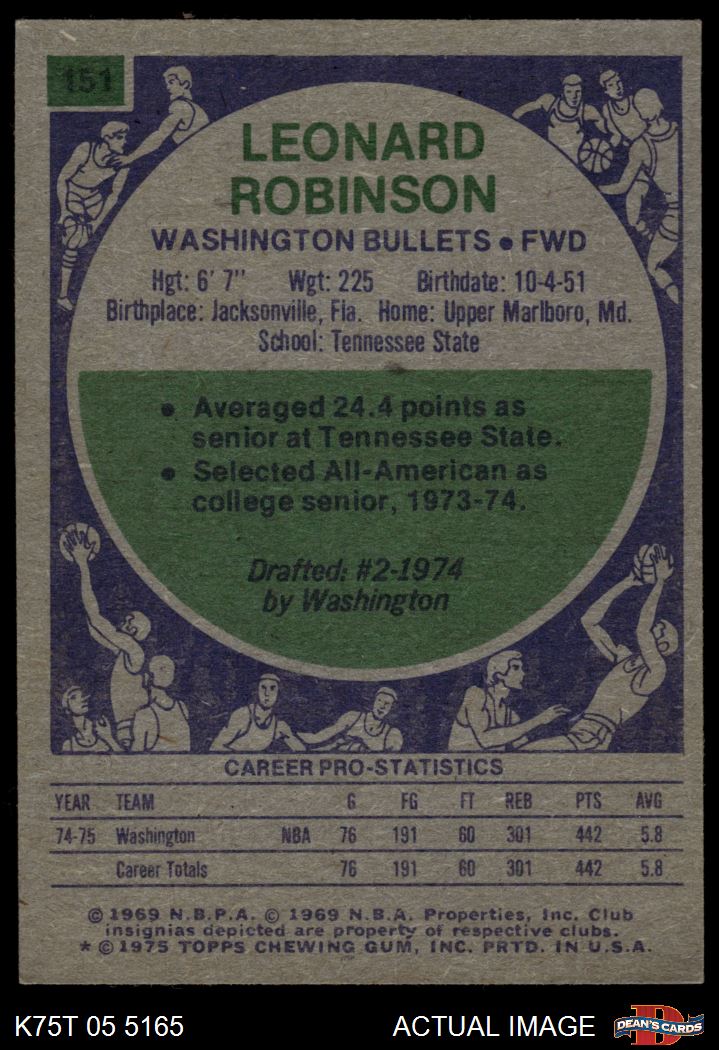 151
LEONARD
ROBINSON
WASHINGTON BULLETS • FWD
Hgt: 6' 7" Wgt: 225 Birthdate: 10-4-51
Birthplace: Jacksonville, Fla. Home: Upper Marlboro, Md.
School: Tennessee State
• Averaged 24.4 points as
senior at Tennessee State.
• Selected All-American as
college senior, 1973-74.
Drafted: #2-1974
by Washington
CAREER PRO-STATISTICS
YEAR TEAM G FG FT REB PTS AVG
74-75 Washington NBA 76 191 60 301 442 5.8
Career Totals 76 191 60 301 442 5.8
© 1969 N.B.P.A. © 1969 N.B.A. Properties, Inc. Club
insignias depicted are property of respective clubs.
* © 1975 TOPPS CHEWING GUM, INC. PRTD. IN U.S.A.
K75T 05 5165 ACTUAL IMAGE D DEAN'S CARDS